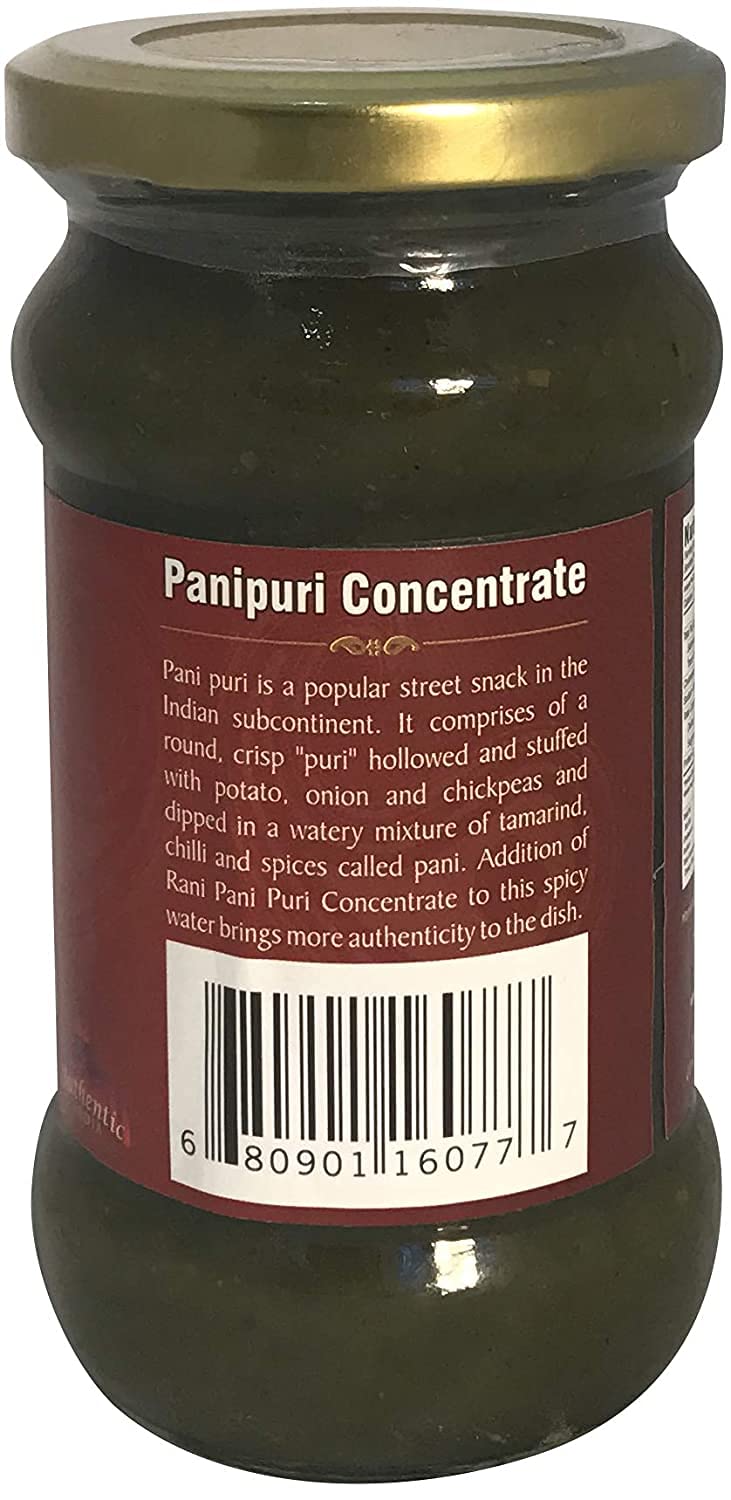 Panipuri Concentrate
Pani puri is a popular street snack in the
Indian subcontinent. It comprises of a
round, crisp "puri" hollowed and stuffed
with potato, onion and chickpeas and
dipped in a watery mixture of tamarind,
chilli and spices called pani. Addition of
Rani Pani Puri Concentrate to this spicy
water brings more authenticity to the dish.
6 80901 16077 7